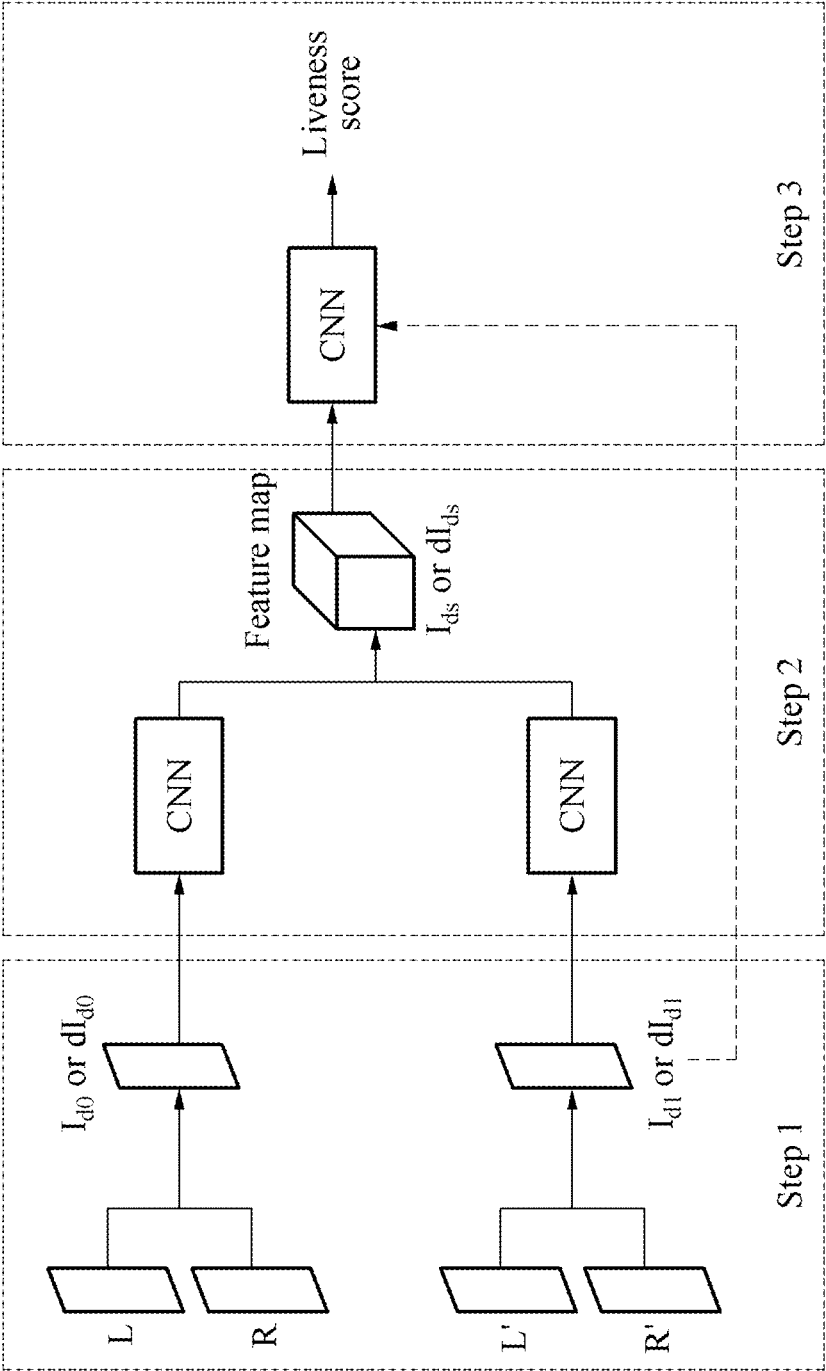 L
R
I_d0 or dI_d0
L'
R'
I_d1 or dI_d1
Step 1
CNN
CNN
Feature map
I_ds or dI_ds
Step 2
CNN
Liveness
score
Step 3